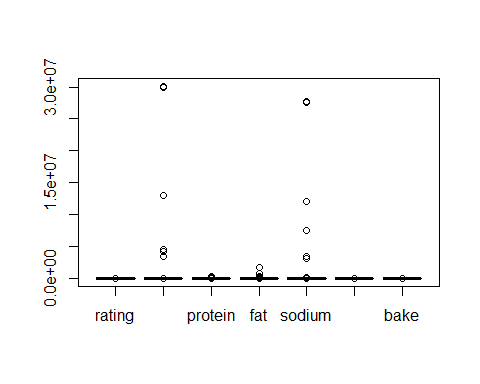 3.0e+07
1.5e+07
0.0e+00
rating protein fat sodium bake